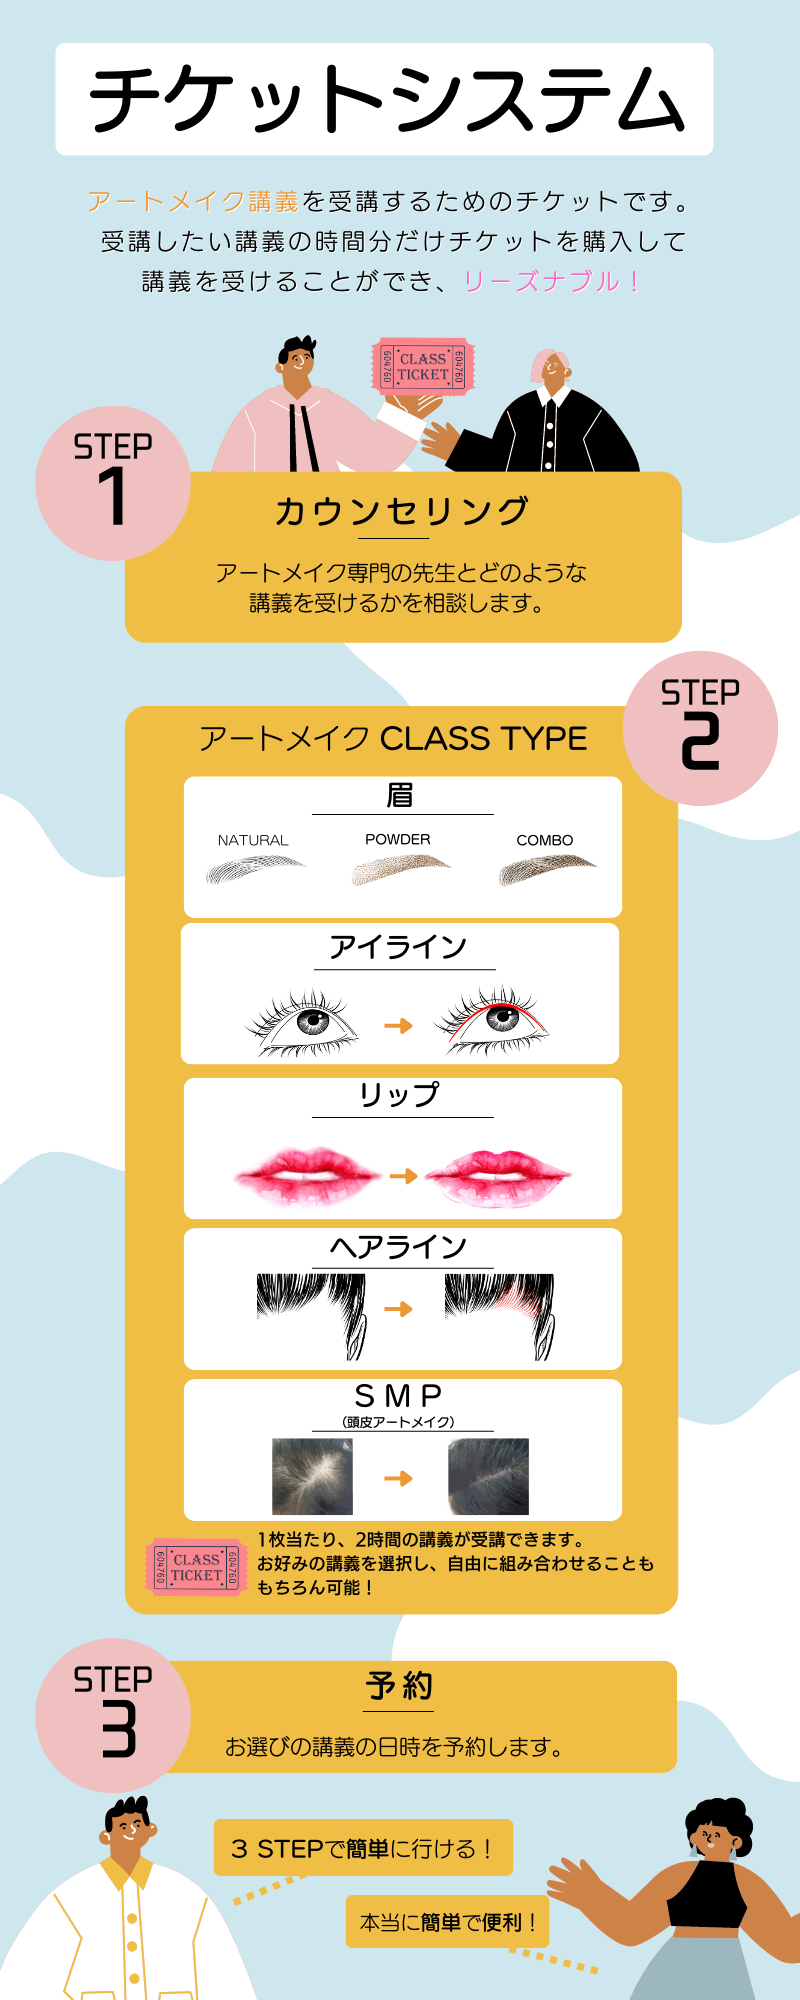 チケットシステム
アートメイク講義を受講するためのチケットです。
受講したい講義の時間分だけチケットを購入して
講義を受けることができ、リーズナブル！
604760
CLASS
TICKET
604760
STEP
1
カウンセリング
アートメイク専門の先生とどのような
講義を受けるかを相談します。
STEP
2
アートメイク CLASS TYPE
眉
NATURAL POWDER COMBO
アイライン
リップ
ヘアライン
SMP
（頭皮アートメイク）
604760
CLASS
TICKET
604760
1枚当たり、2時間の講義が受講できます。
お好みの講義を選択し、自由に組み合わせることも
もちろん可能！
STEP
3
予約
お選びの講義の日時を予約します。
3 STEPで簡単に行ける！
本当に簡単で便利！